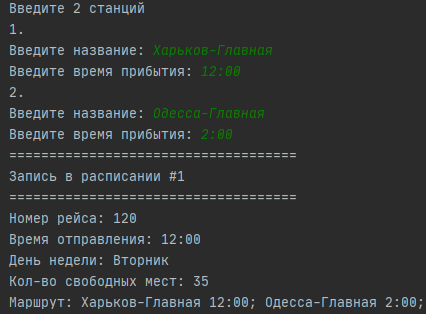 Введите 2 станций
1.
Введите название: Харьков-Главная
Введите время прибытия: 12:00
2.
Введите название: Одесса-Главная
Введите время прибытия: 2:00
====================================
Запись в расписании #1
====================================
Номер рейса: 120
Время отправления: 12:00
День недели: Вторник
Кол-во свободных мест: 35
Маршрут: Харьков-Главная 12:00; Одесса-Главная 2:00;